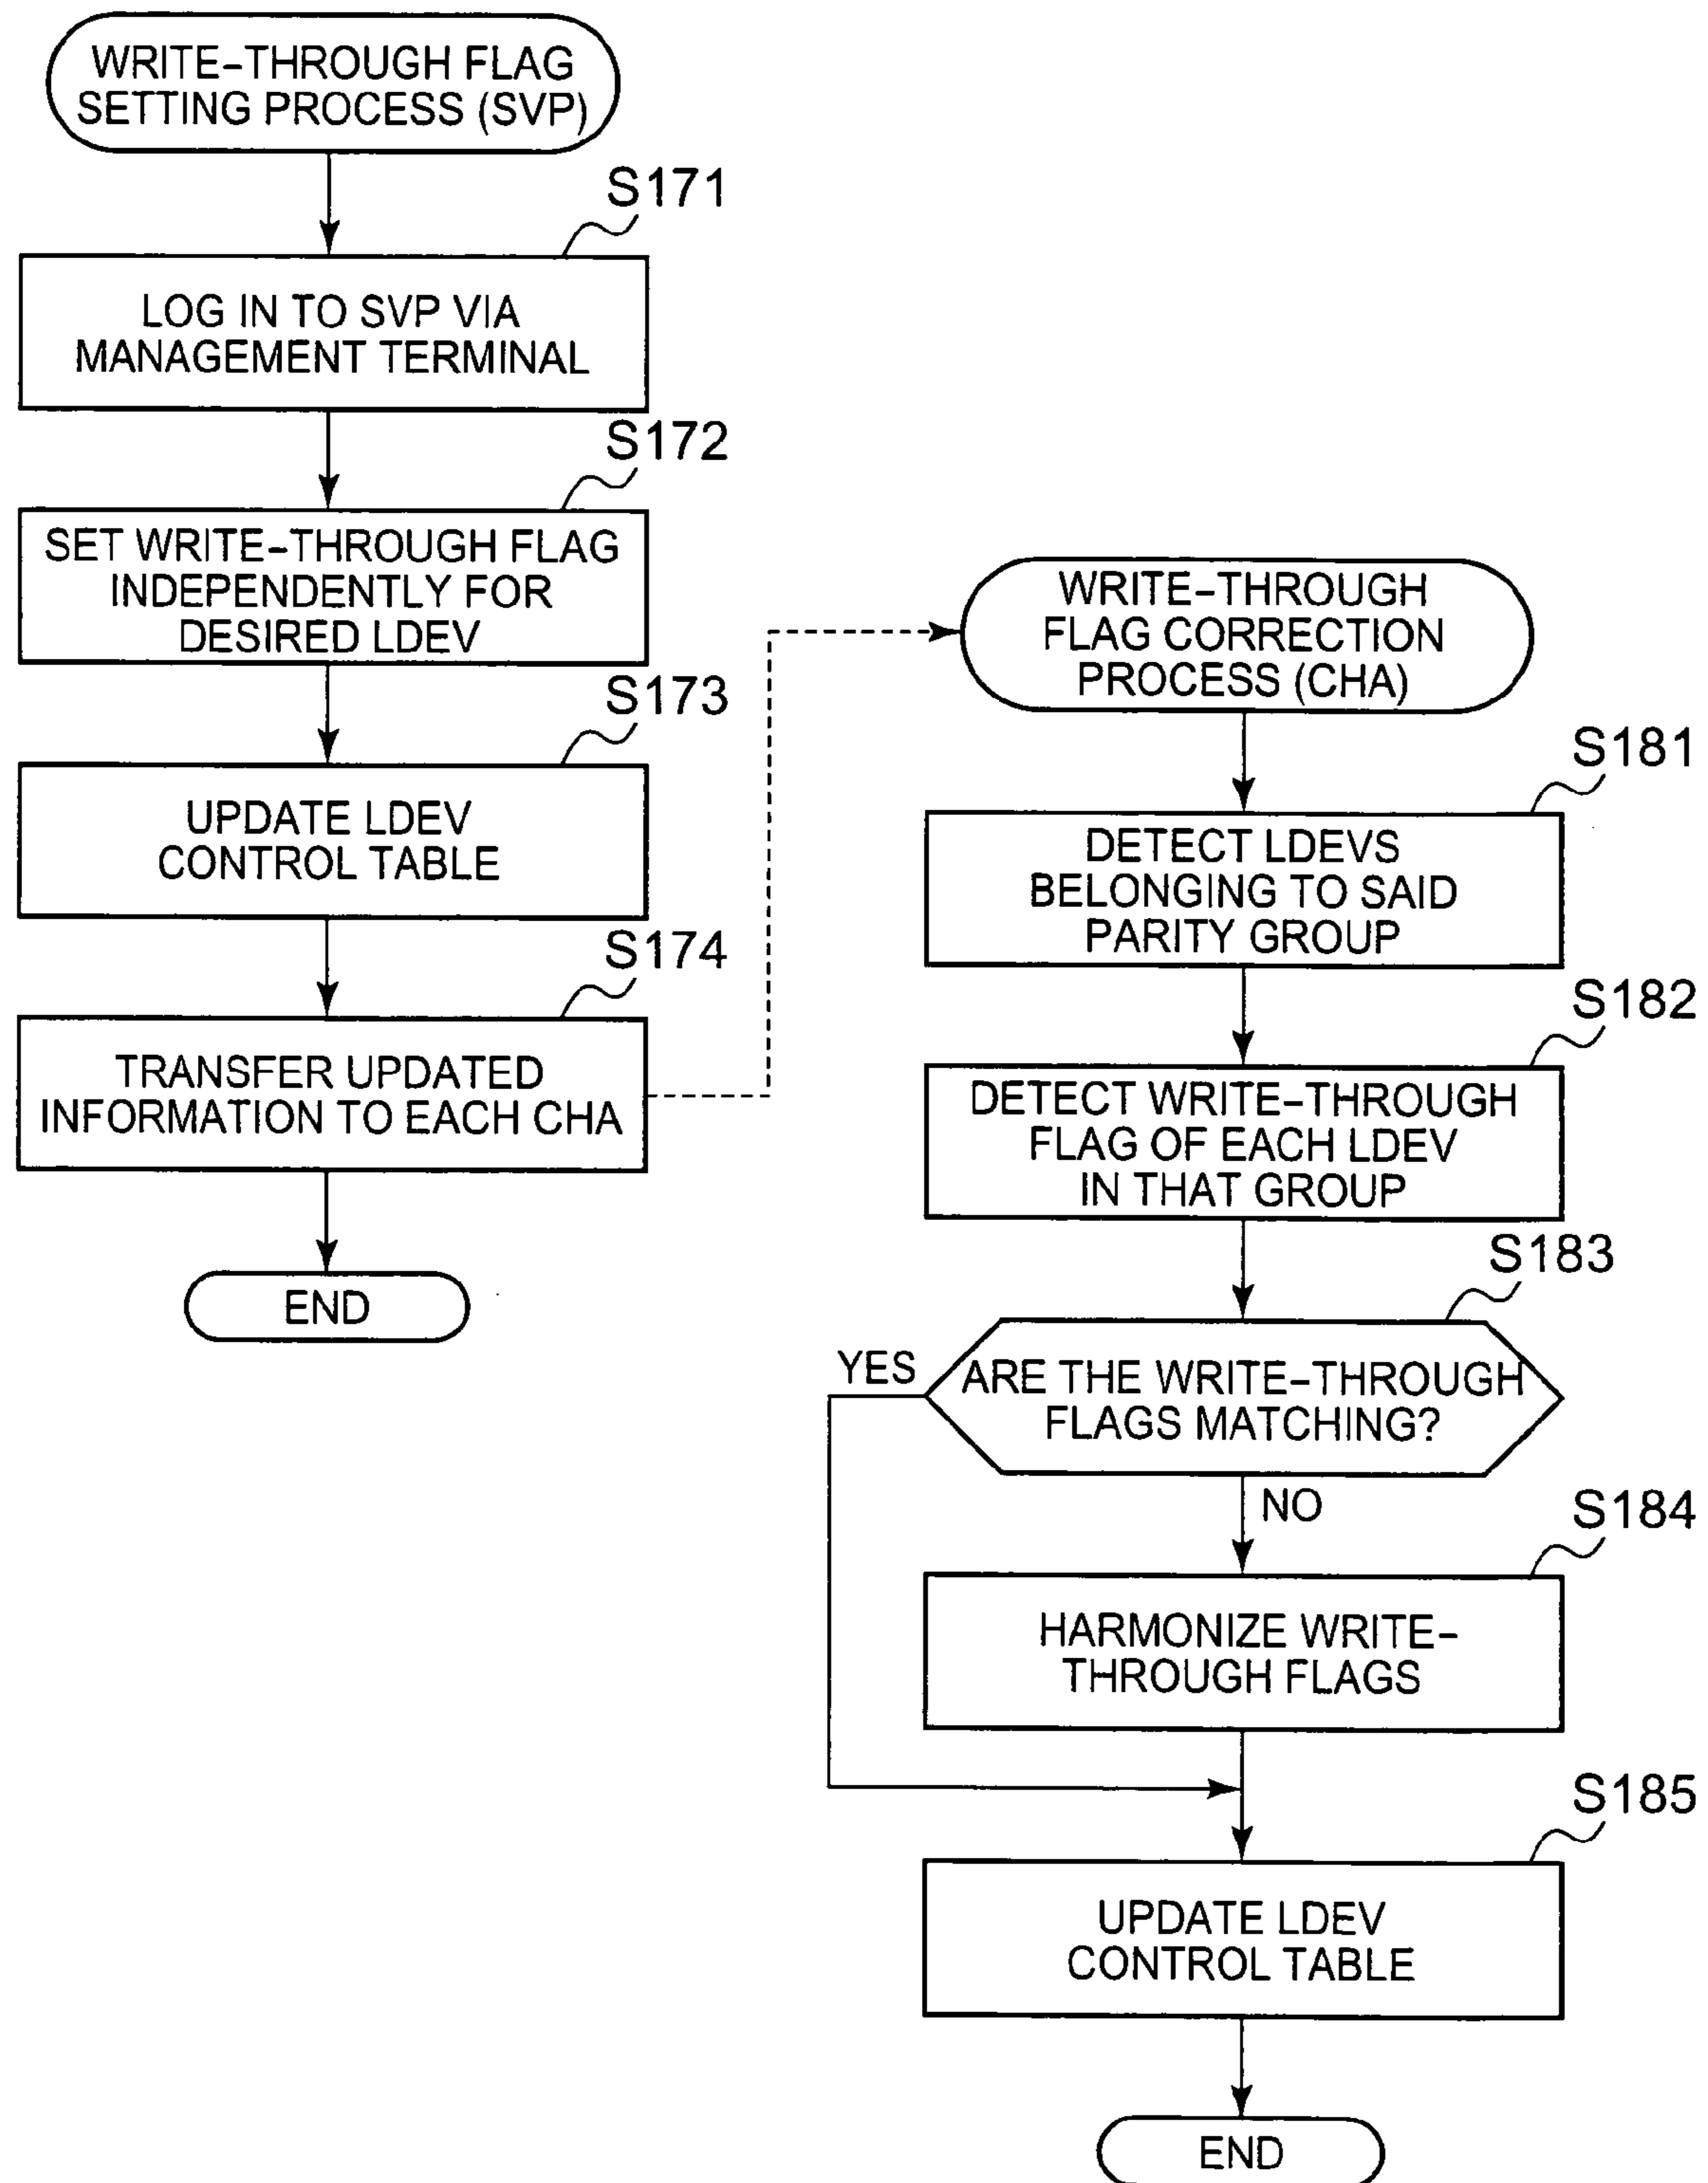 WRITE-THROUGH FLAG
SETTING PROCESS (SVP)
S171
LOG IN TO SVP VIA
MANAGEMENT TERMINAL
S172
SET WRITE-THROUGH FLAG
INDEPENDENTLY FOR
DESIRED LDEV
S173
UPDATE LDEV
CONTROL TABLE
S174
TRANSFER UPDATED
INFORMATION TO EACH CHA
END
WRITE-THROUGH
FLAG CORRECTION
PROCESS (CHA)
S181
DETECT LDEVS
BELONGING TO SAID
PARITY GROUP
S182
DETECT WRITE-THROUGH
FLAG OF EACH LDEV
IN THAT GROUP
S183
YES
ARE THE WRITE-THROUGH
FLAGS MATCHING?
NO
S184
HARMONIZE WRITE-
THROUGH FLAGS
S185
UPDATE LDEV
CONTROL TABLE
END